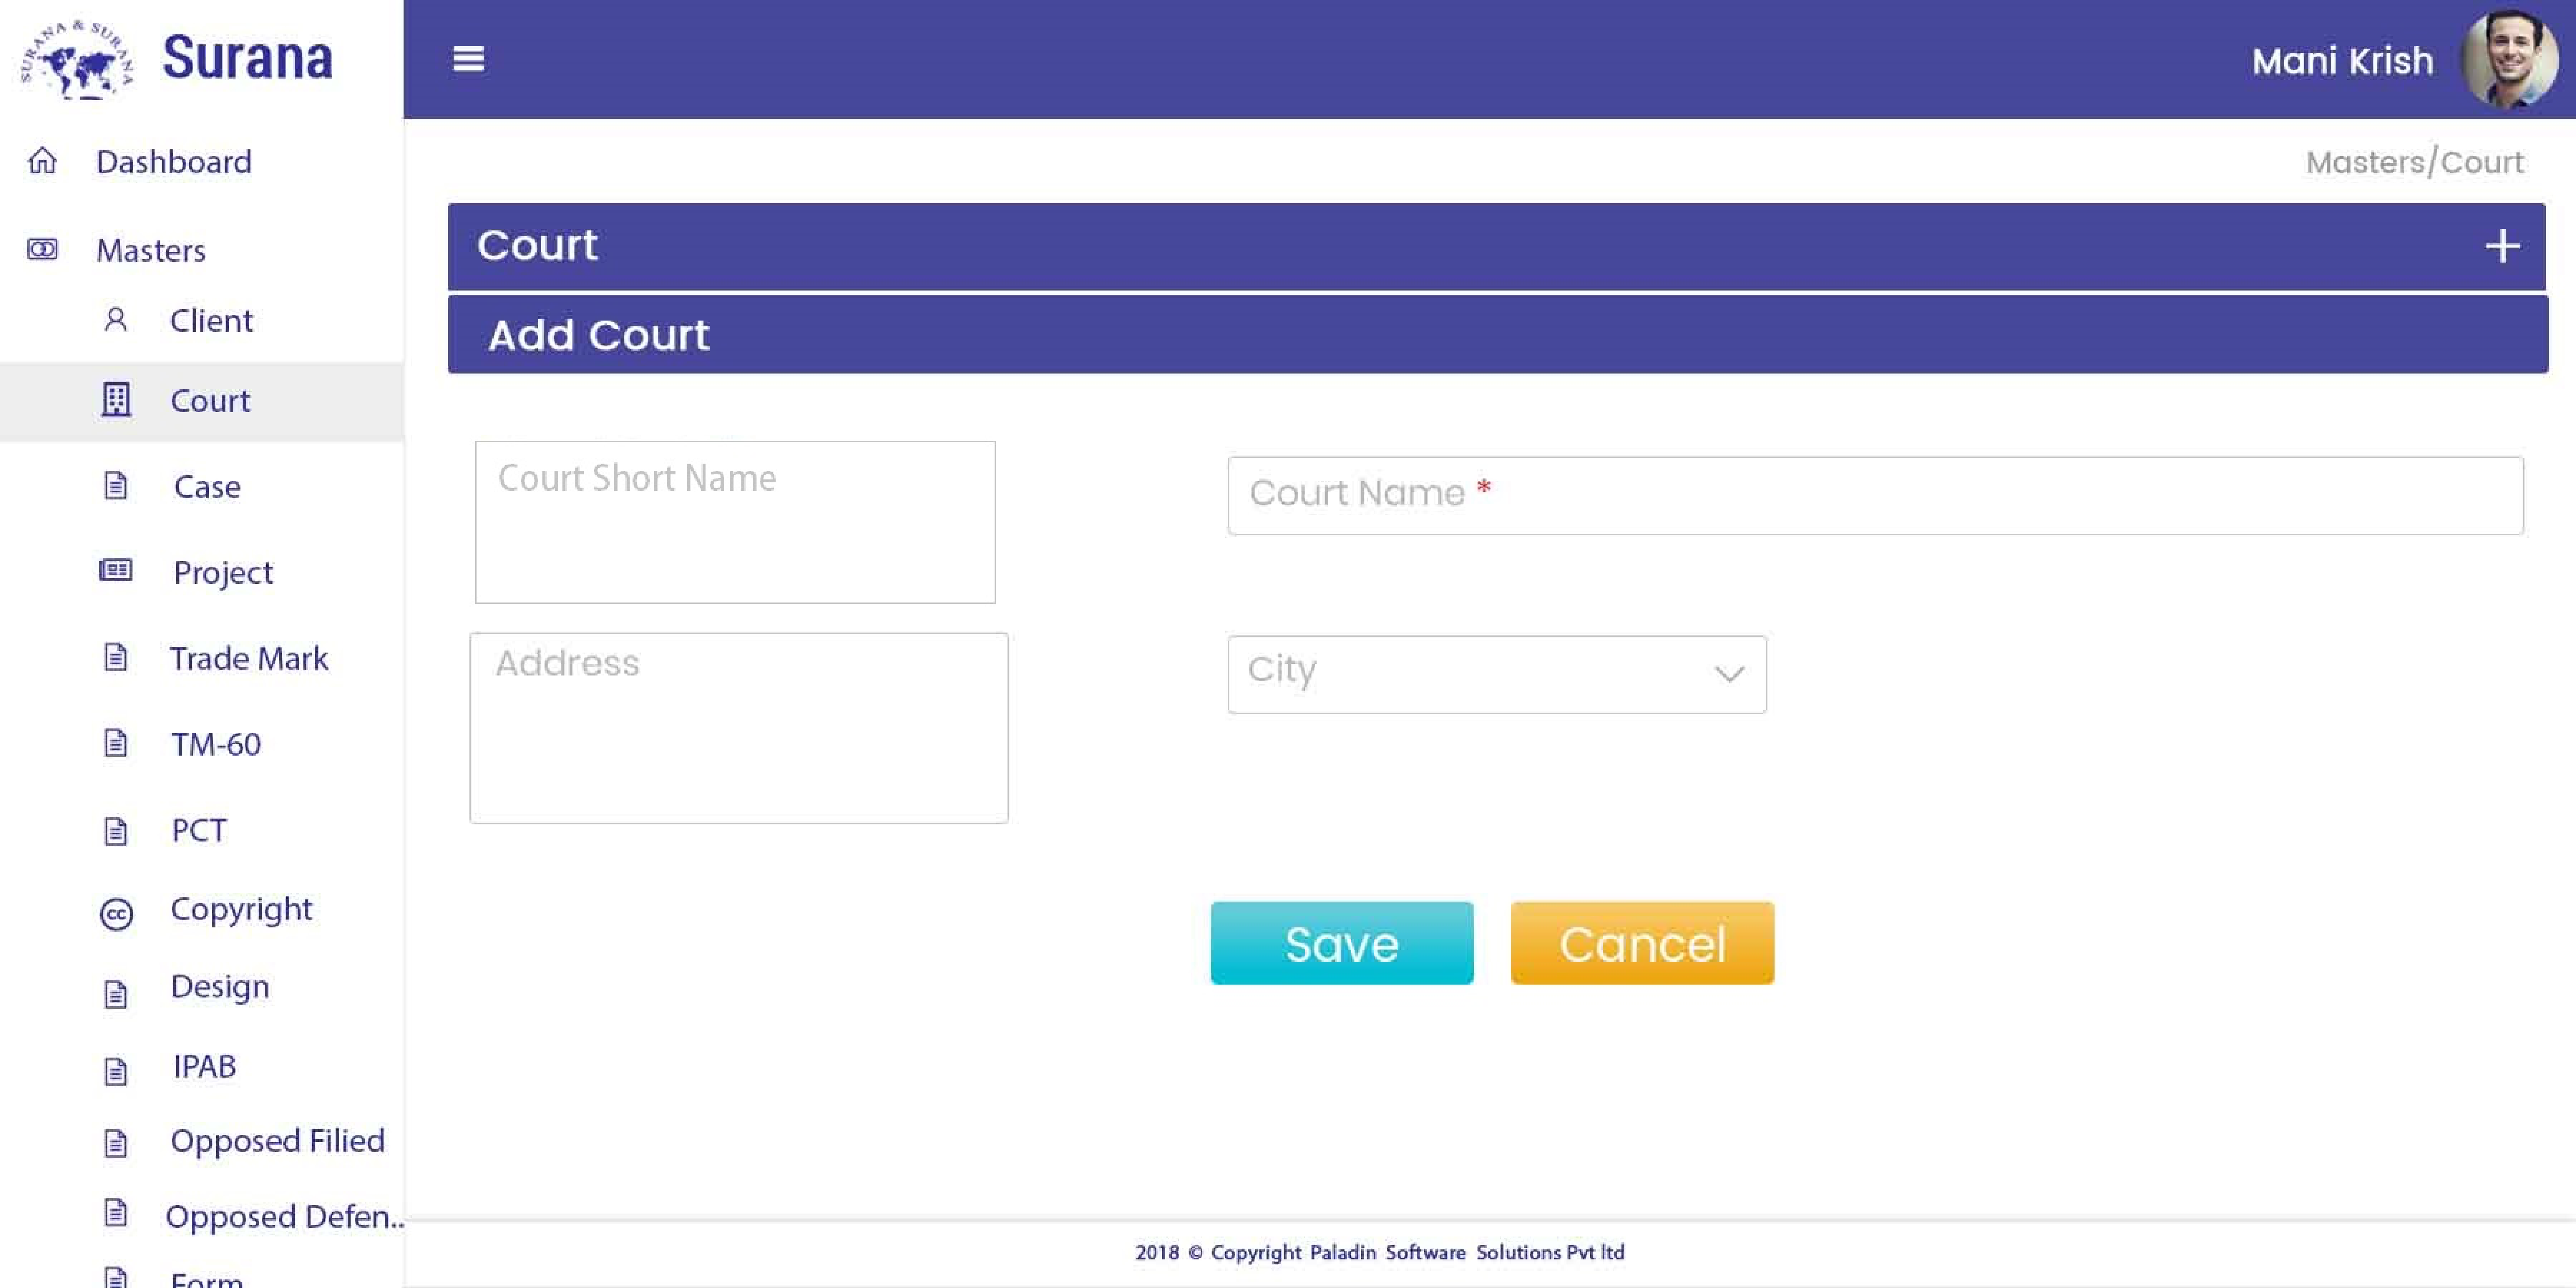 SURANA & SURANA
Surana
Mani Krish
Dashboard
Masters
Client
Court
Case
Project
Trade Mark
TM-60
PCT
Copyright
Design
IPAB
Opposed Filied
Opposed Defen..
Form
Masters/Court
Court
Add Court
Court Short Name
Court Name *
Address
City
Save
Cancel
2018 © Copyright Paladin Software Solutions Pvt ltd